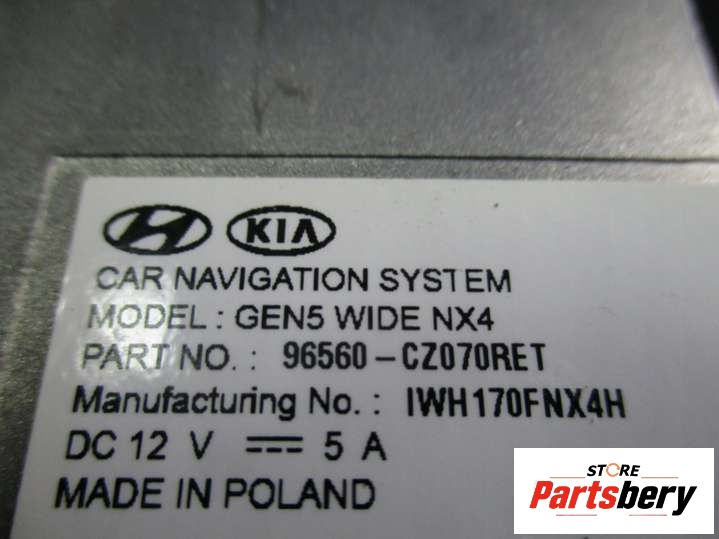 KIA
CAR NAVIGATION SYSTEM
MODEL : GEN5 WIDE NX4
PART NO. : 96560-CZ070RET
Manufacturing No. : IWH170FNX4H
DC 12 V ⎓ 5 A
MADE IN POLAND
STORE
Partsbery